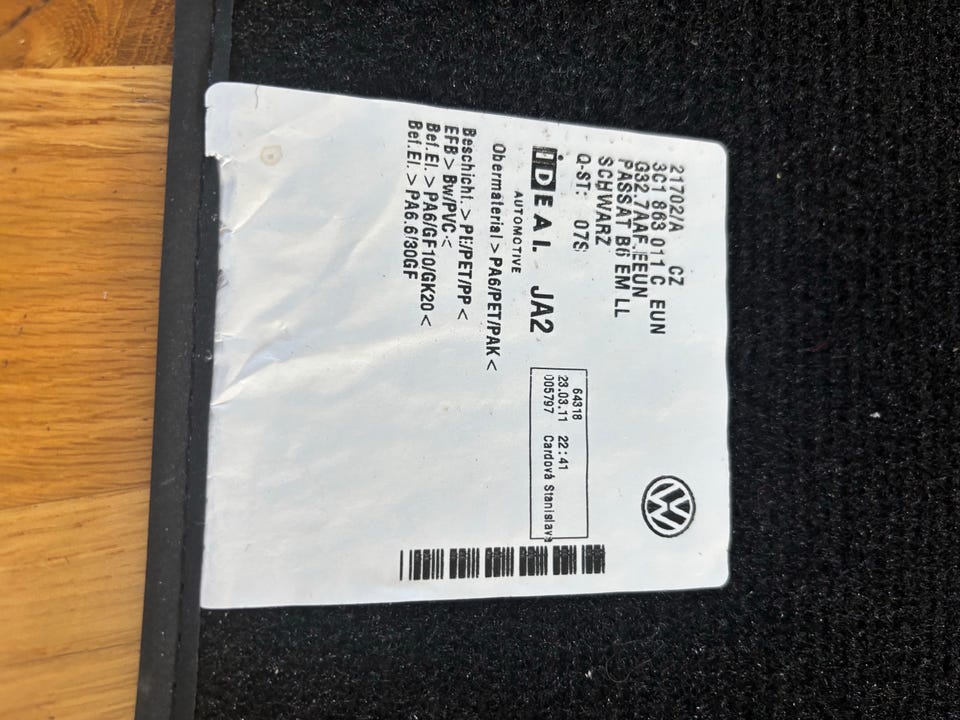 21702/A CZ
3C1 863 011 C EUN
G32.7AAF.EEUN
PASSAT B6 EM LL
SCHWARZ
Q-ST: 07S
iDEAL JA2
AUTOMOTIVE
64318
23.03.11 22:41
005797 Cardová Stanislava
Obermaterial > PA6/PET/PAK <
Beschicht. > PE/PET/PP <
EFB > Bw/PVC <
Bef.El. > PA6/GF10/GK20 <
Bef.El. > PA6.6/30GF
VW